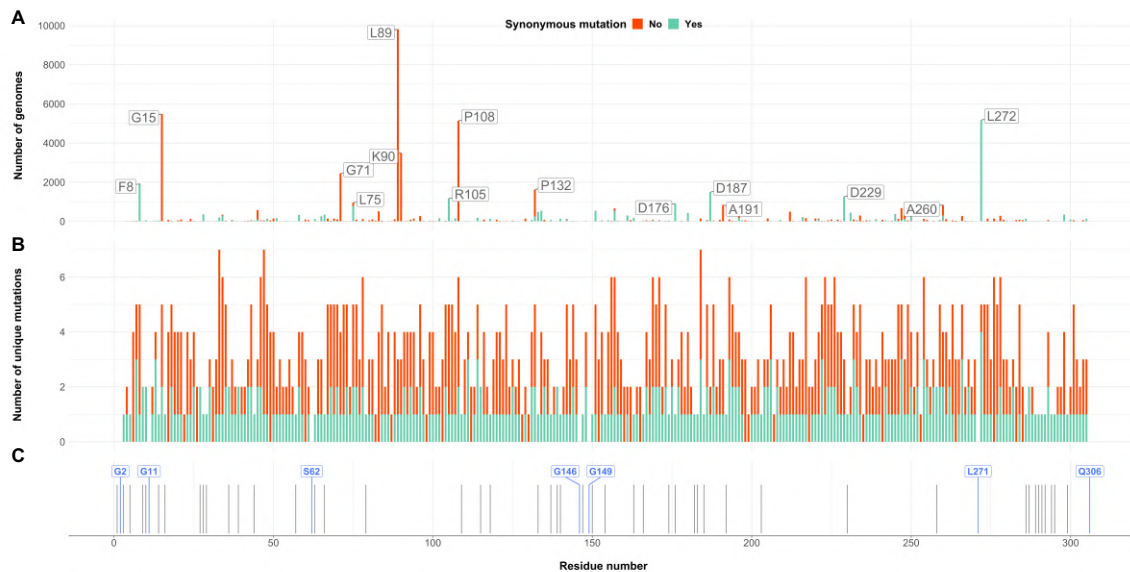 A
Synonymous mutation No Yes
Number of genomes
10000
8000
6000
4000
2000
0
F8
G15
G71
L75
K90
L89
R105
P108
P132
D176
D187
A191
D229
A260
L272
B
Number of unique mutations
6
4
2
0
C
G2
G11
S62
G146
G149
L271
Q306
0 50 100 150 200 250 300
Residue number